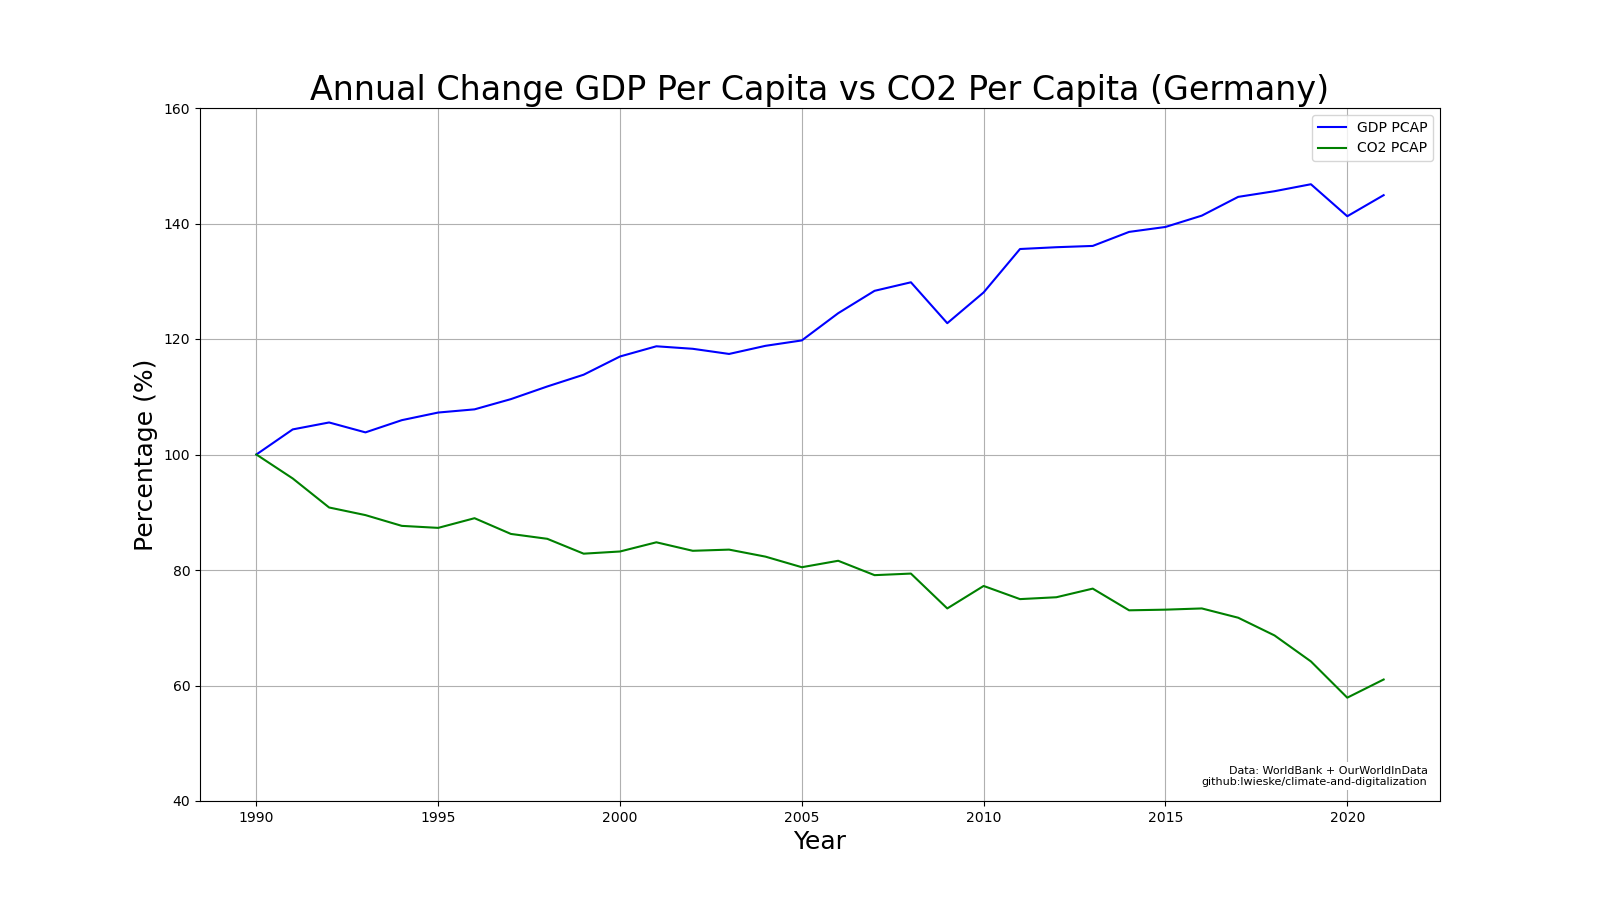 Annual Change GDP Per Capita vs CO2 Per Capita (Germany)
160
140
120
100
80
60
40
Percentage (%)
GDP PCAP
CO2 PCAP
Data: WorldBank + OurWorldInData
github:lwieske/climate-and-digitalization
1990
1995
2000
2005
2010
2015
2020
Year